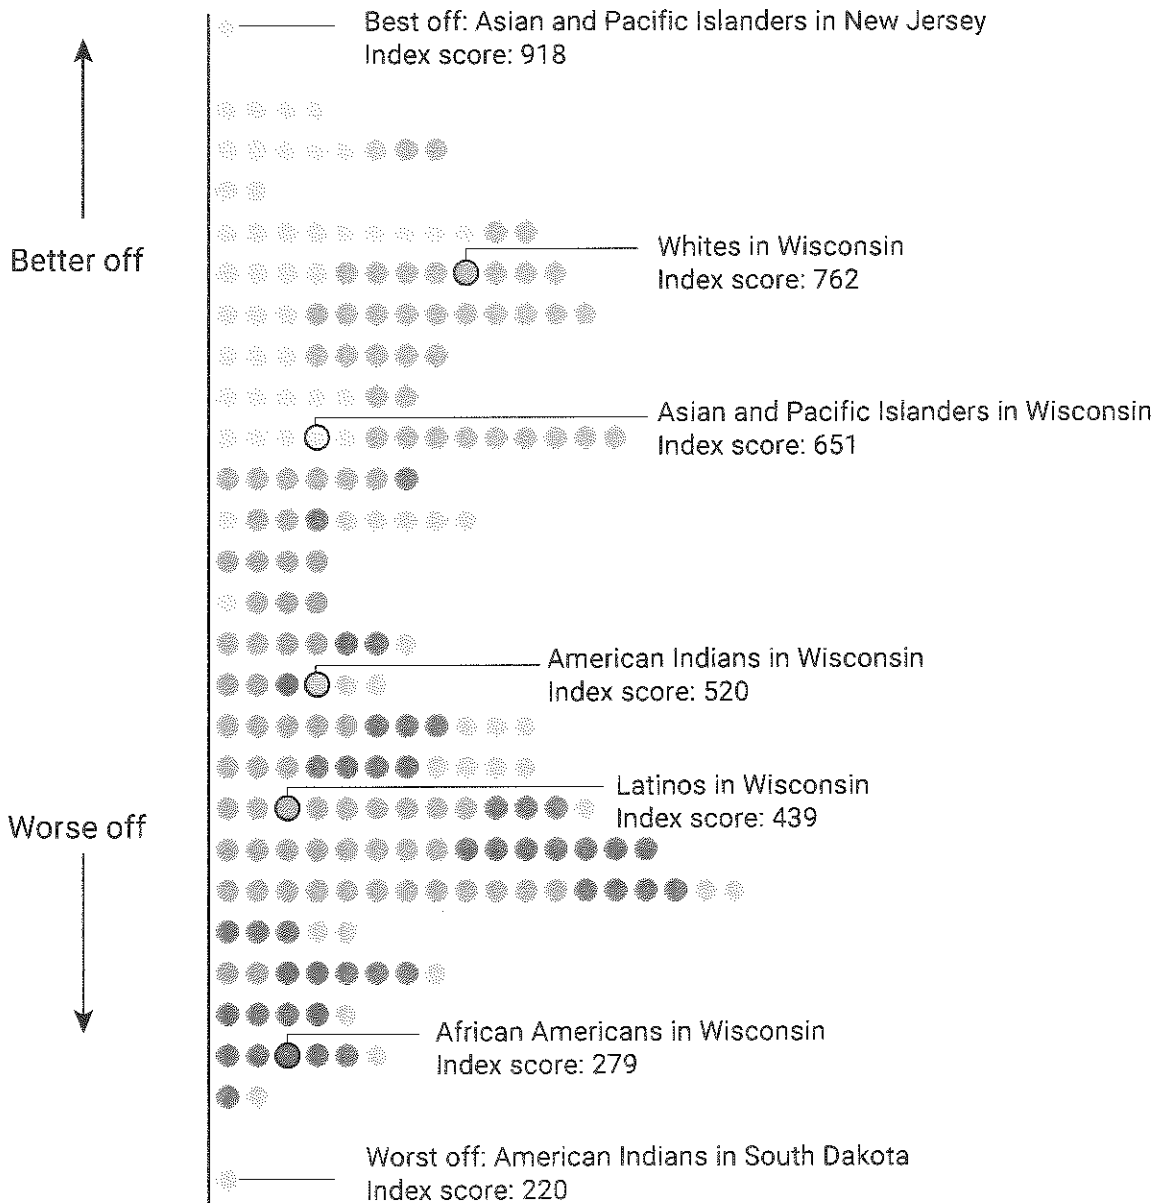 Best off: Asian and Pacific Islanders in New Jersey
Index score: 918
Better off
Whites in Wisconsin
Index score: 762
Asian and Pacific Islanders in Wisconsin
Index score: 651
American Indians in Wisconsin
Index score: 520
Latinos in Wisconsin
Index score: 439
Worse off
African Americans in Wisconsin
Index score: 279
Worst off: American Indians in South Dakota
Index score: 220